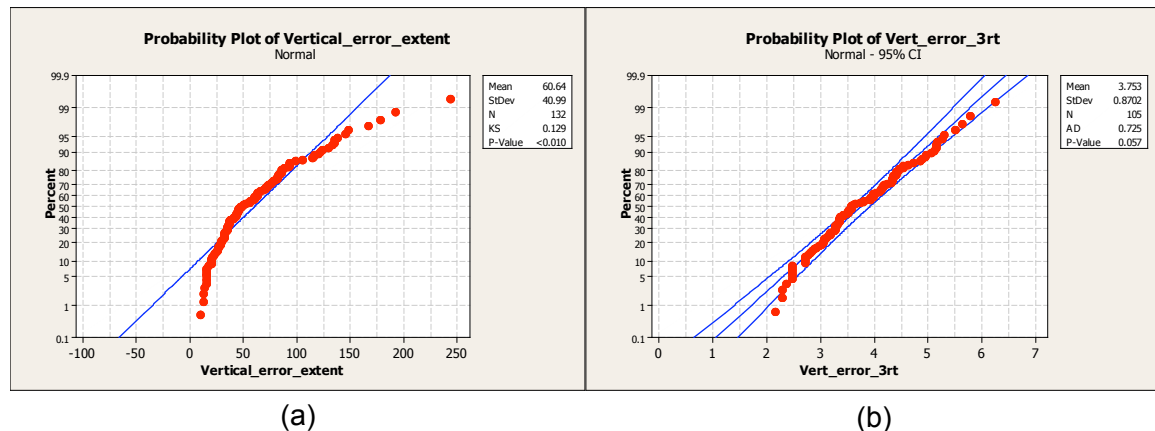 Probability Plot of Vertical_error_extent
Normal
99.9
99
95
90
80
70
60
50
40
30
20
10
5
1
0.1
Percent
-100
-50
0
50
100
150
200
250
Vertical_error_extent
Mean 60.64
StDev 40.99
N 132
KS 0.129
P-Value <0.010
(a)
Probability Plot of Vert_error_3rt
Normal - 95% CI
99.9
99
95
90
80
70
60
50
40
30
20
10
5
1
0.1
Percent
0
1
2
3
4
5
6
7
Vert_error_3rt
Mean 3.753
StDev 0.8702
N 105
AD 0.725
P-Value 0.057
(b)